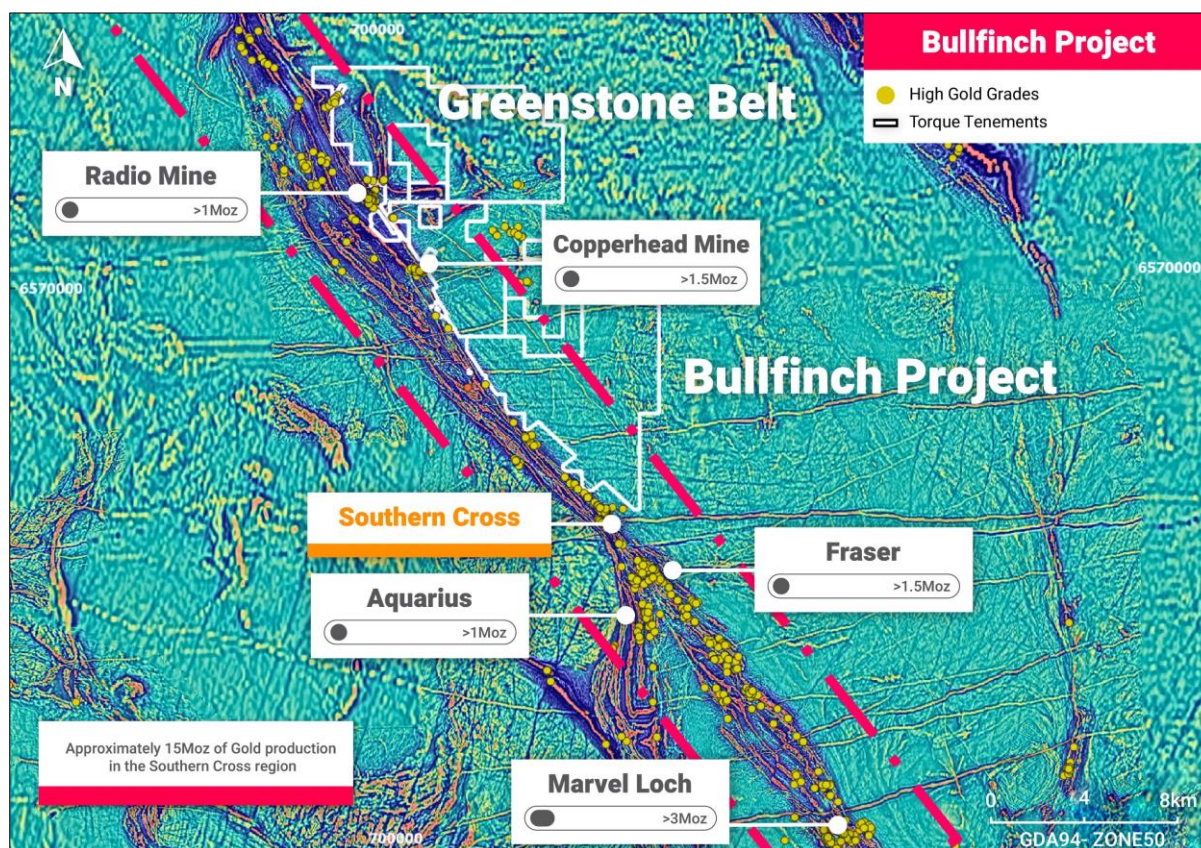 700000
Bullfinch Project
High Gold Grades
Torque Tenements
N
Greenstone Belt
Radio Mine
>1Moz
Copperhead Mine
>1.5Moz
6570000
6570000
Bullfinch Project
Southern Cross
Fraser
>1.5Moz
Aquarius
>1Moz
Approximately 15Moz of Gold production
in the Southern Cross region
Marvel Loch
>3Moz
0 4 8km
GDA94- ZONE50
700000